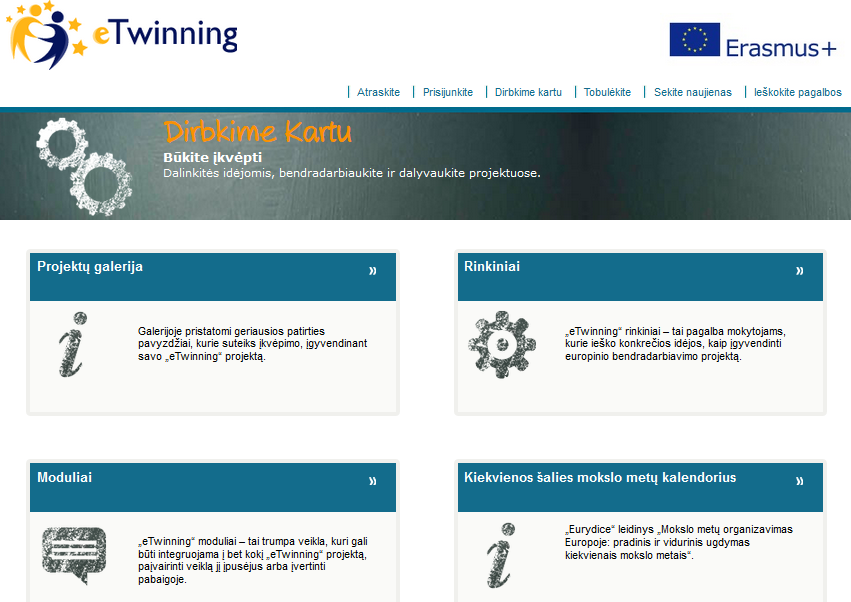 eTwinning
Erasmus+
Atraskite
Prisijunkite
Dirbkime kartu
Tobulėkite
Sekite naujienas
Ieškokite pagalbos
Dirbkime Kartu
Būkite įkvėpti
Dalinkitės idėjomis, bendradarbiaukite ir dalyvaukite projektuose.
Projektų galerija »
Galerijoje pristatomi geriausios patirties
pavyzdžiai, kurie suteiks įkvėpimo, įgyvendinant
savo „eTwinning“ projektą.
Rinkiniai »
„eTwinning“ rinkiniai – tai pagalba mokytojams,
kurie ieško konkrečios idėjos, kaip įgyvendinti
europinio bendradarbiavimo projektą.
Moduliai »
„eTwinning“ moduliai – tai trumpa veikla, kuri gali
būti integruojama į bet kokį „eTwinning“ projektą,
paįvairinti veiklą jį įpusėjus arba įvertinti
pabaigoje.
Kiekvienos šalies mokslo metų kalendorius »
„Eurydice“ leidinys „Mokslo metų organizavimas
Europoje: pradinis ir vidurinis ugdymas
kiekvienais mokslo metais“.